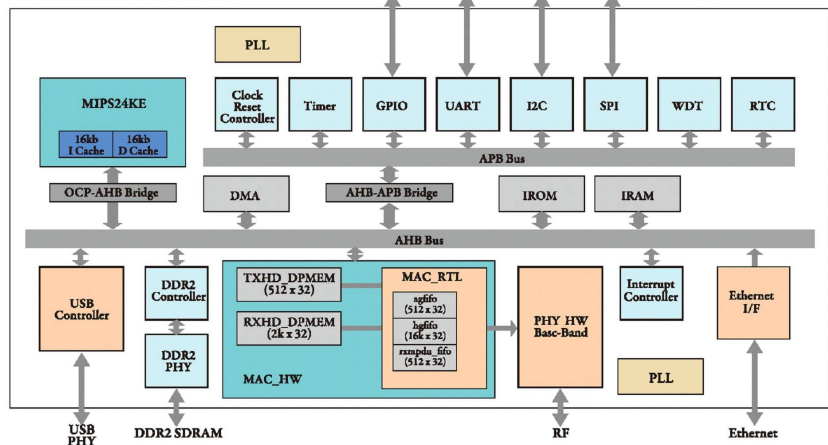 PLL
MIPS24KE
16kb
I Cache
16kb
D Cache
Clock
Reset
Controller
Timer
GPIO
UART
I2C
SPI
WDT
RTC
APB Bus
OCP-AHB Bridge
DMA
AHB-APB Bridge
IROM
IRAM
AHB Bus
USB
Controller
DDR2
Controller
DDR2
PHY
TXHD_DPMEM
(512 x 32)
RXHD_DPMEM
(2k x 32)
MAC_HW
MAC_RTL
agfifo
(512 x 32)
hgfifo
(16k x 32)
rxmpdu_fifo
(512 x 32)
PHY_HW
Base-Band
Interrupt
Controller
Ethernet
I/F
PLL
USB
PHY
DDR2 SDRAM
RF
Ethernet